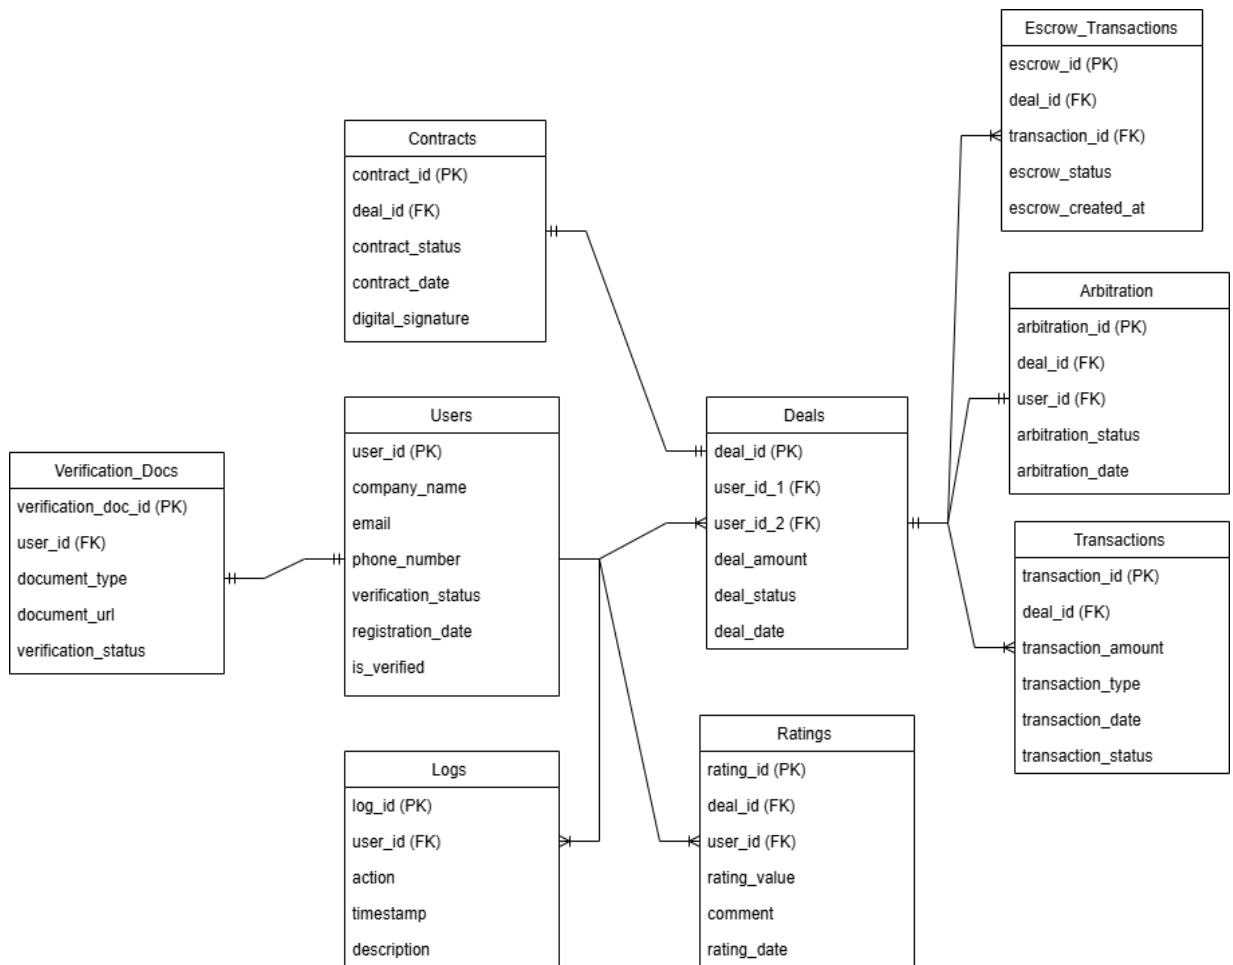 Escrow_Transactions
escrow_id (PK)
deal_id (FK)
transaction_id (FK)
escrow_status
escrow_created_at
Contracts
contract_id (PK)
deal_id (FK)
contract_status
contract_date
digital_signature
Arbitration
arbitration_id (PK)
deal_id (FK)
user_id (FK)
arbitration_status
arbitration_date
Users
user_id (PK)
company_name
email
phone_number
verification_status
registration_date
is_verified
Deals
deal_id (PK)
user_id_1 (FK)
user_id_2 (FK)
deal_amount
deal_status
deal_date
Verification_Docs
verification_doc_id (PK)
user_id (FK)
document_type
document_url
verification_status
Transactions
transaction_id (PK)
deal_id (FK)
transaction_amount
transaction_type
transaction_date
transaction_status
Logs
log_id (PK)
user_id (FK)
action
timestamp
description
Ratings
rating_id (PK)
deal_id (FK)
user_id (FK)
rating_value
comment
rating_date